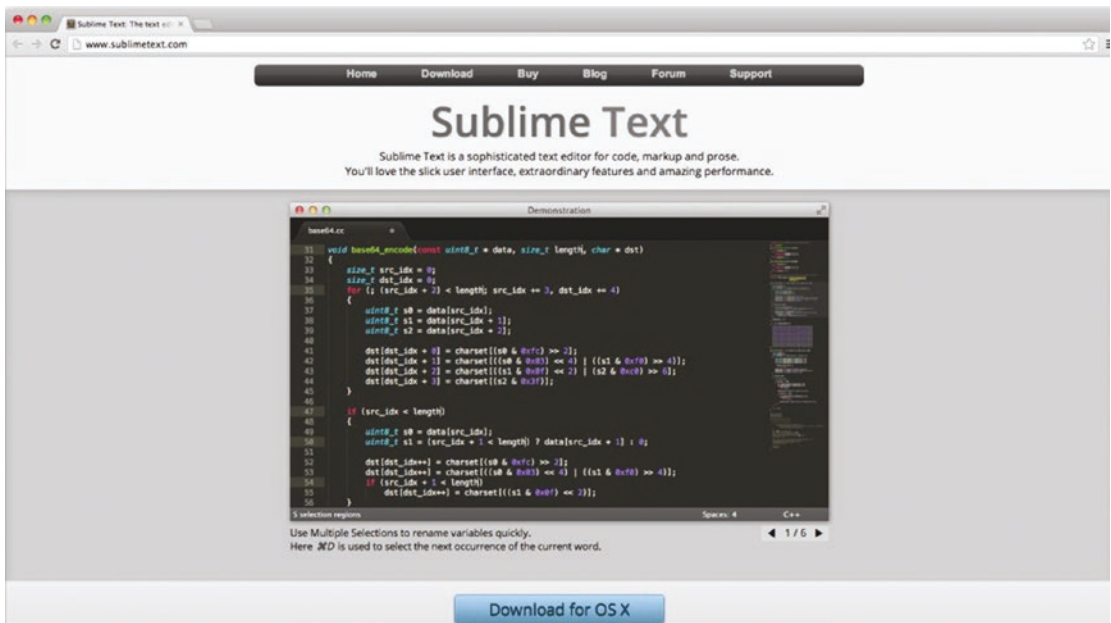 Sublime Text: The text edi
www.sublimetext.com
Home Download Buy Blog Forum Support
Sublime Text
Sublime Text is a sophisticated text editor for code, markup and prose.
You'll love the slick user interface, extraordinary features and amazing performance.
Demonstration
base64.cc
31 void base64_encode(const uint8_t * data, size_t length, char * dst)
32 {
33 size_t src_idx = 0;
34 size_t dst_idx = 0;
35 for (; (src_idx + 2) < length; src_idx += 3, dst_idx += 4)
36 {
37 uint8_t s0 = data[src_idx];
38 uint8_t s1 = data[src_idx + 1];
39 uint8_t s2 = data[src_idx + 2];
40
41 dst[dst_idx + 0] = charset[(s0 & 0xfc) >> 2];
42 dst[dst_idx + 1] = charset[((s0 & 0x03) << 4) | ((s1 & 0xf0) >> 4)];
43 dst[dst_idx + 2] = charset[((s1 & 0x0f) << 2) | (s2 & 0xc0) >> 6];
44 dst[dst_idx + 3] = charset[(s2 & 0x3f)];
45 }
46
47 if (src_idx < length)
48 {
49 uint8_t s0 = data[src_idx];
50 uint8_t s1 = (src_idx + 1 < length) ? data[src_idx + 1] : 0;
51
52 dst[dst_idx++] = charset[(s0 & 0xfc) >> 2];
53 dst[dst_idx++] = charset[((s0 & 0x03) << 4) | ((s1 & 0xf0) >> 4)];
54 if (src_idx + 1 < length)
55 dst[dst_idx++] = charset[((s1 & 0x0f) << 2)];
56 }
5 selection regions Spaces: 4 C++
Use Multiple Selections to rename variables quickly. 1 / 6
Here ⌘D is used to select the next occurrence of the current word.
Download for OS X